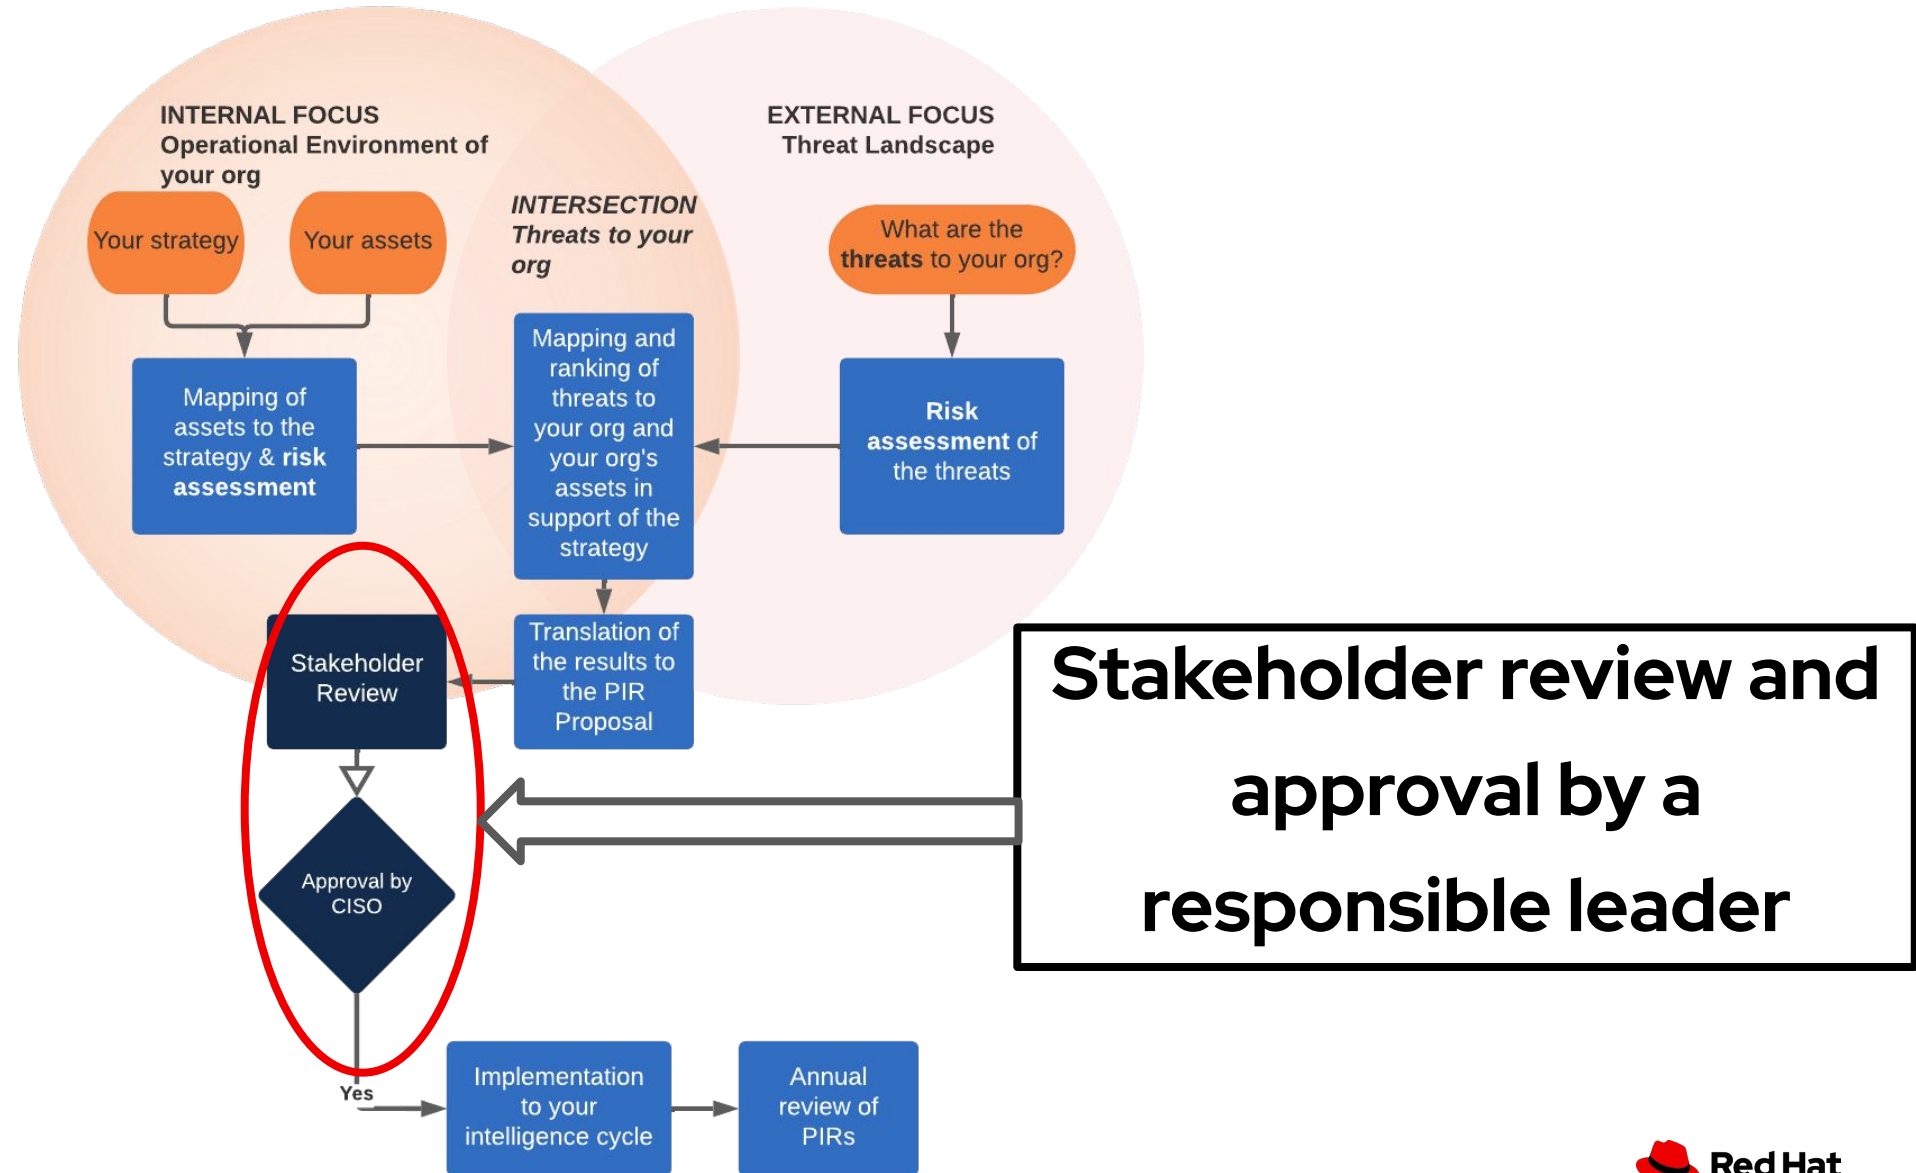 INTERNAL FOCUS
Operational Environment of
your org
EXTERNAL FOCUS
Threat Landscape
INTERSECTION
Threats to your
org
Your strategy
Your assets
What are the
threats to your org?
Mapping of
assets to the
strategy & risk
assessment
Mapping and
ranking of
threats to
your org and
your org's
assets in
support of the
strategy
Risk
assessment of
the threats
Stakeholder
Review
Translation of
the results to
the PIR
Proposal
Stakeholder review and
approval by a
responsible leader
Approval by
CISO
Yes
Implementation
to your
intelligence cycle
Annual
review of
PIRs
Red Hat